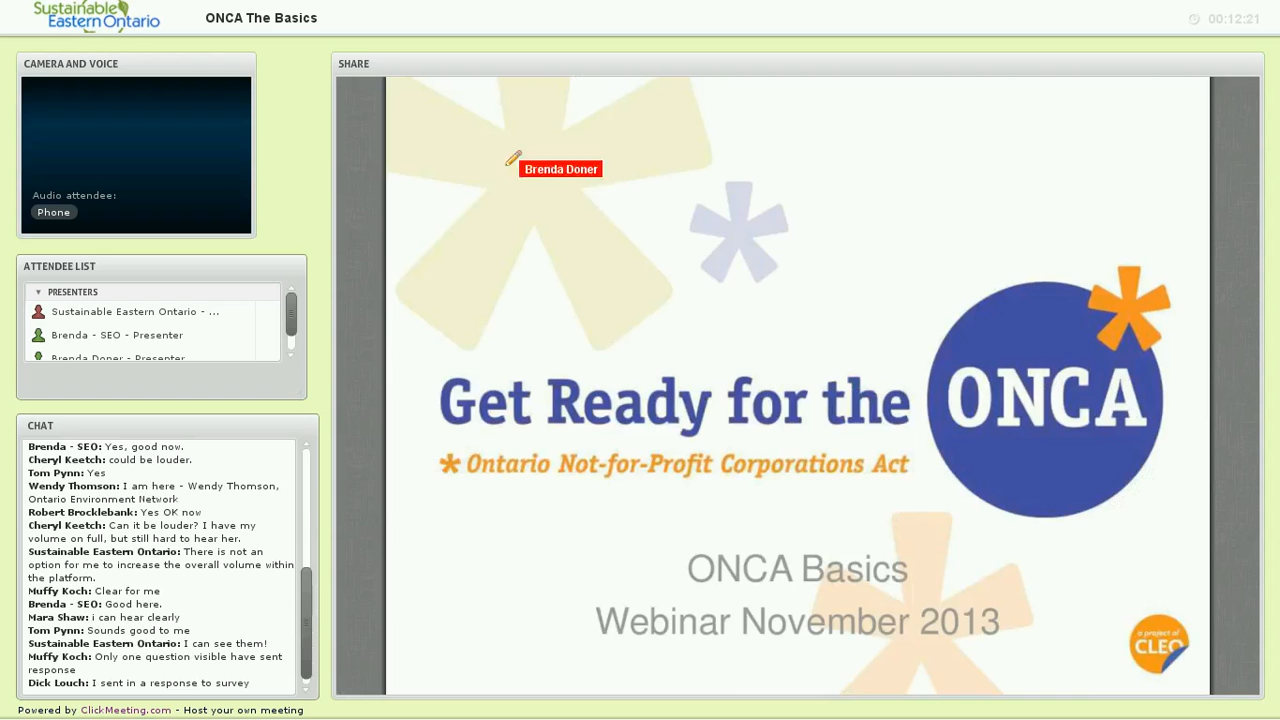 Sustainable
Eastern Ontario
ONCA The Basics
00:12:21
CAMERA AND VOICE
Audio attendee:
Phone
ATTENDEE LIST
PRESENTERS
Sustainable Eastern Ontario - ...
Brenda - SEO - Presenter
Brenda Doner - Presenter
CHAT
Brenda - SEO: Yes, good now.
Cheryl Keetch: could be louder.
Tom Pynn: Yes
Wendy Thomson: I am here - Wendy Thomson,
Ontario Environment Network
Robert Brocklebank: Yes OK now
Cheryl Keetch: Can it be louder? I have my
volume on full, but still hard to hear her.
Sustainable Eastern Ontario: There is not an
option for me to increase the overall volume within
the platform.
Muffy Koch: Clear for me
Brenda - SEO: Good here.
Mara Shaw: i can hear clearly
Tom Pynn: Sounds good to me
Sustainable Eastern Ontario: I can see them!
Muffy Koch: Only one question visible have sent
response
Dick Louch: I sent in a response to survey
Powered by ClickMeeting.com - Host your own meeting
SHARE
Brenda Doner
Get Ready for the ONCA
* Ontario Not-for-Profit Corporations Act
ONCA Basics
Webinar November 2013
a project of
CLEO